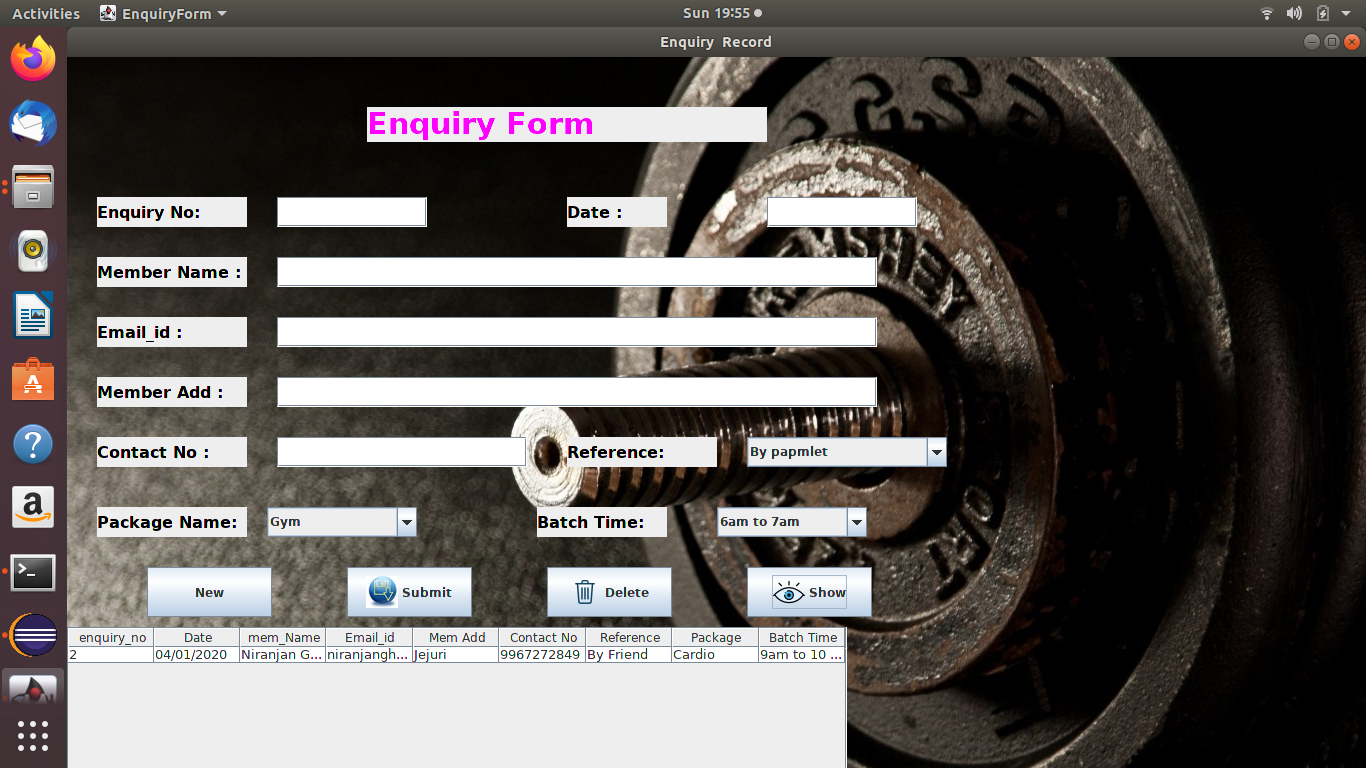 Activities EnquiryForm Sun 19:55
Enquiry Record
Enquiry Form
Enquiry No: Date :
Member Name :
Email_id :
Member Add :
Contact No : Reference: By papmlet
Package Name: Gym Batch Time: 6am to 7am
New Submit Delete Show
enquiry_no Date mem_Name Email_id Mem Add Contact No Reference Package Batch Time
2 04/01/2020 Niranjan G... niranjangh... Jejuri 9967272849 By Friend Cardio 9am to 10 ...